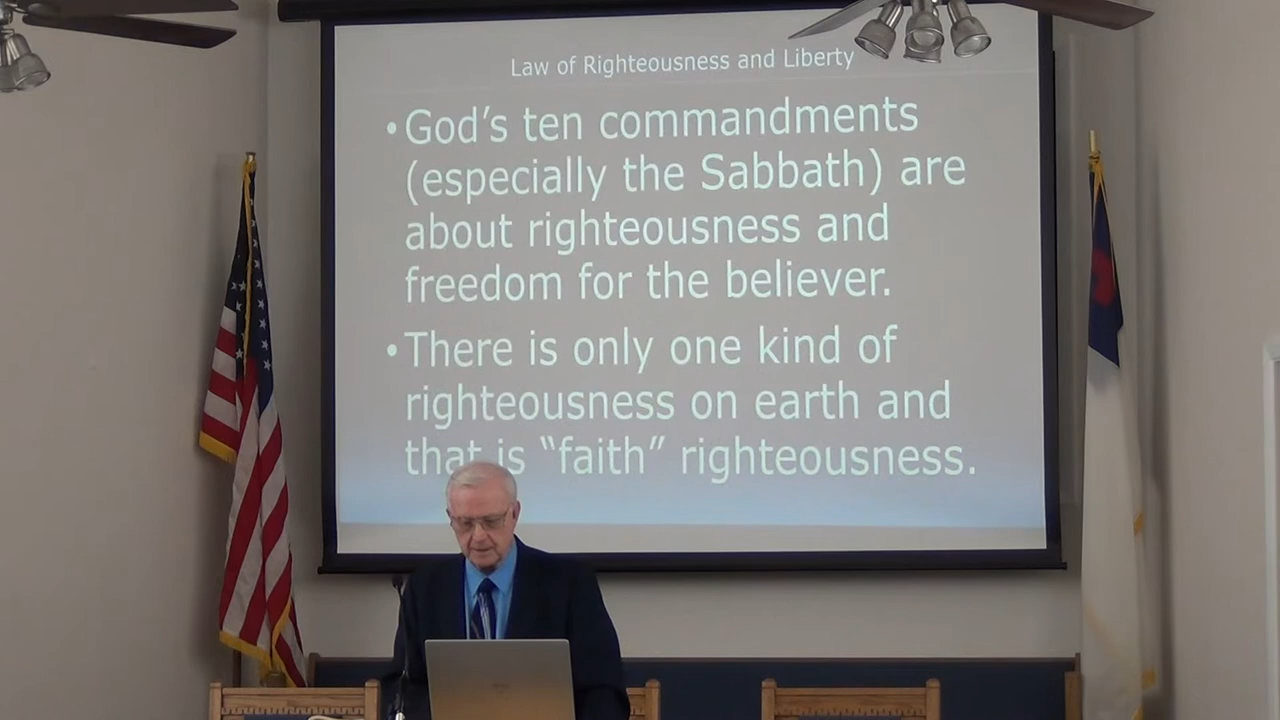 Law of Righteousness and Liberty
•God's ten commandments
(especially the Sabbath) are
about righteousness and
freedom for the believer.
•There is only one kind of
righteousness on earth and
that is “faith” righteousness.